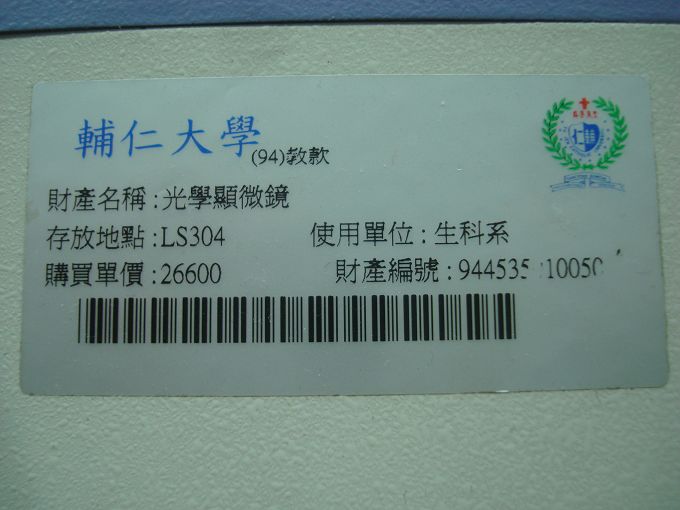 輔仁大學 (94)教款
財產名稱：光學顯微鏡
存放地點：LS304 使用單位：生科系
購買單價：26600 財產編號：944535 10050